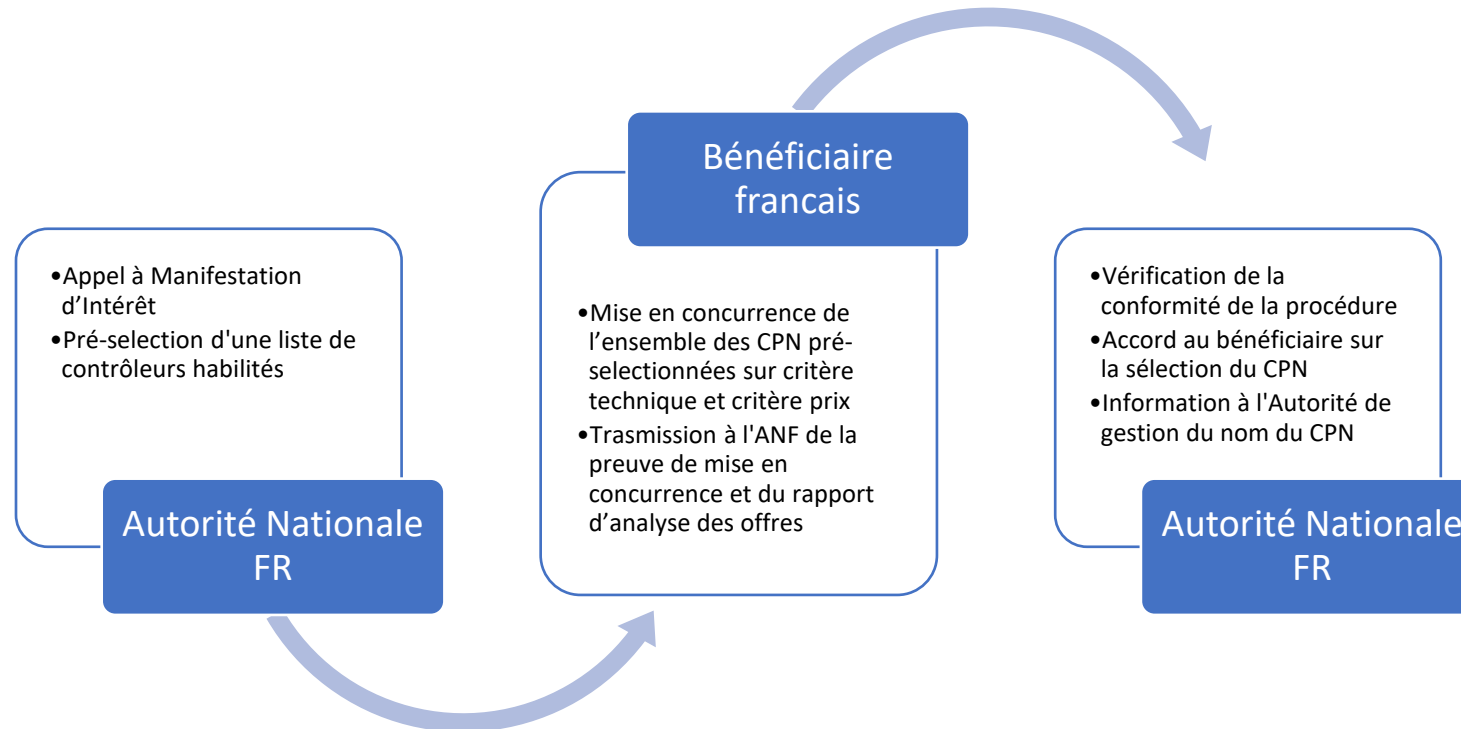 •Appel à Manifestation
d’Intérêt
•Pré-selection d'une liste de
contrôleurs habilités
Autorité Nationale
FR
Bénéficiaire
francais
•Mise en concurrence de
l’ensemble des CPN pré-
selectionnées sur critère
technique et critère prix
•Trasmission à l'ANF de la
preuve de mise en
concurrence et du rapport
d’analyse des offres
•Vérification de la
conformité de la procédure
•Accord au bénéficiaire sur
la sélection du CPN
•Information à l'Autorité de
gestion du nom du CPN
Autorité Nationale
FR